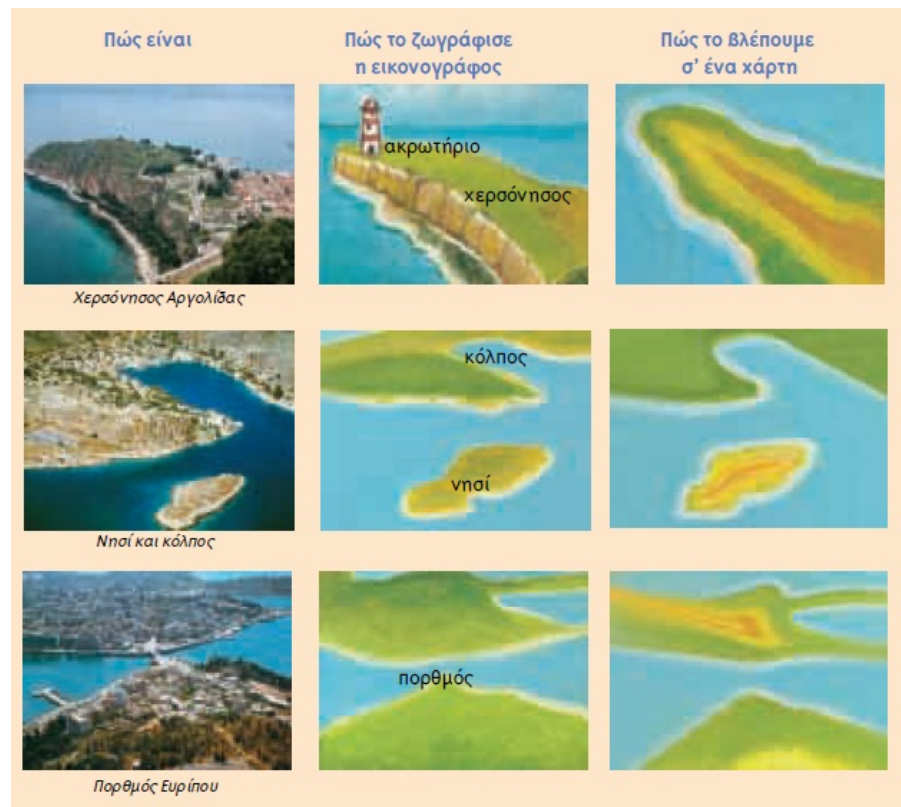 Πώς είναι
Πώς το ζωγράφισε
η εικονογράφος
Πώς το βλέπουμε
σ' ένα χάρτη
ακρωτήριο
χερσόνησος
Χερσόνησος Αργολίδας
κόλπος
νησί
Νησί και κόλπος
πορθμός
Πορθμός Ευρίπου